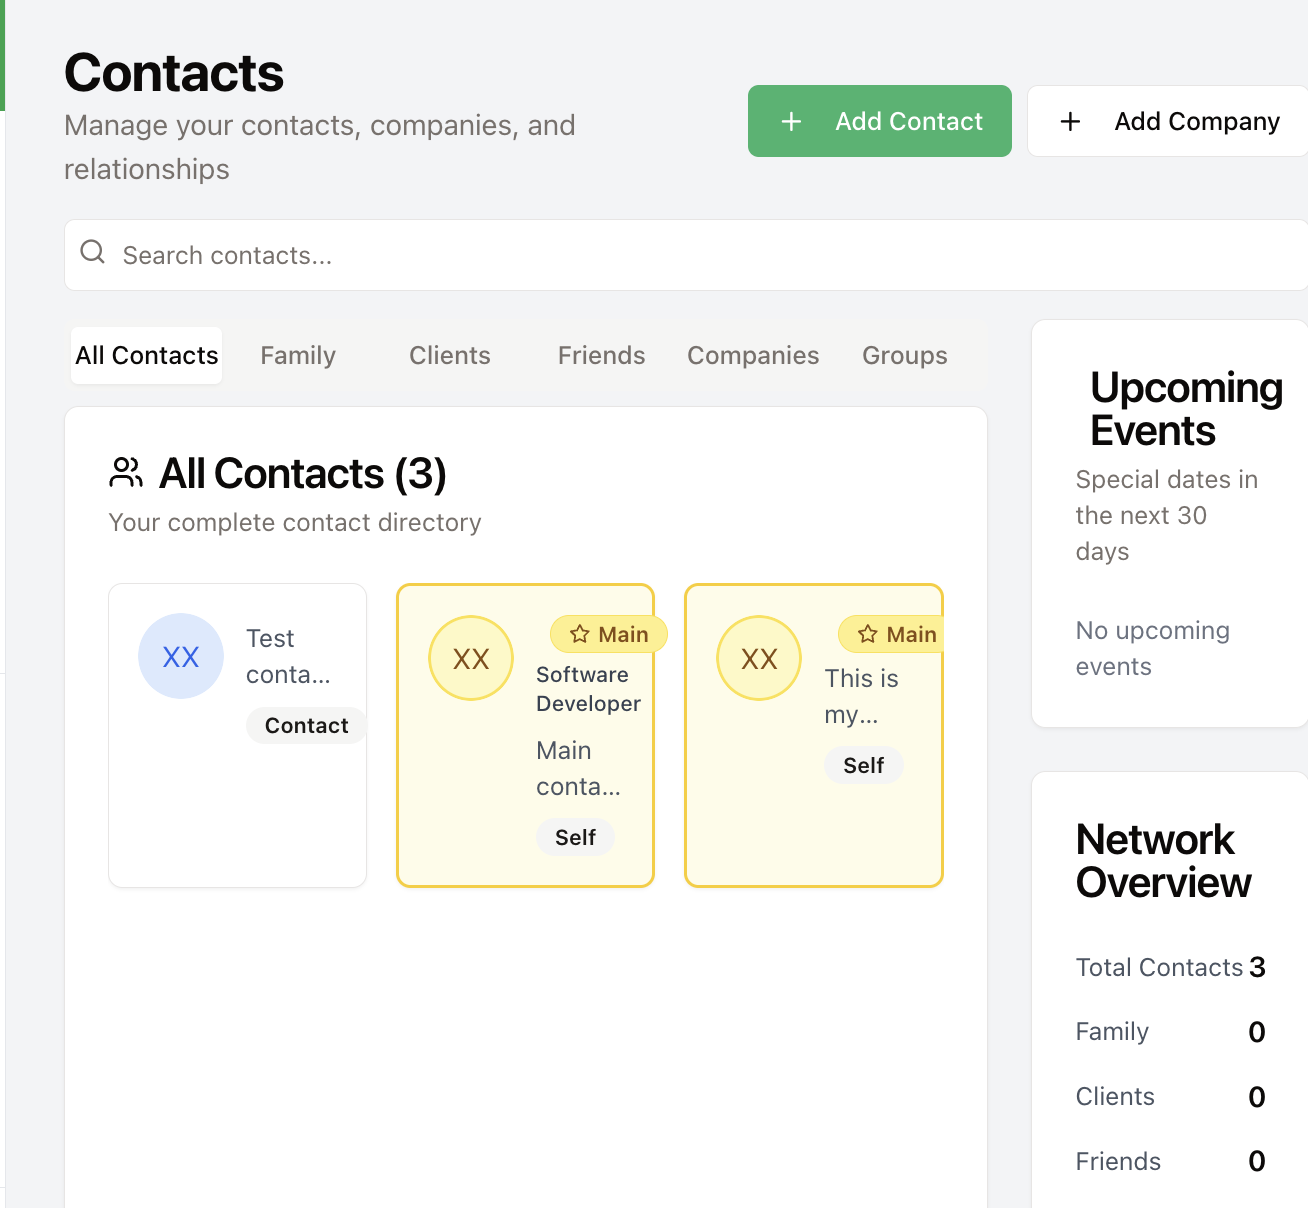 Contacts
Manage your contacts, companies, and
relationships
+ Add Contact
+ Add Company
Search contacts...
All Contacts
Family
Clients
Friends
Companies
Groups
All Contacts (3)
Your complete contact directory
XX
Test
conta...
Contact
XX
Main
Software
Developer
Main
conta...
Self
XX
Main
This is
my...
Self
Upcoming
Events
Special dates in
the next 30
days
No upcoming
events
Network
Overview
Total Contacts 3
Family 0
Clients 0
Friends 0